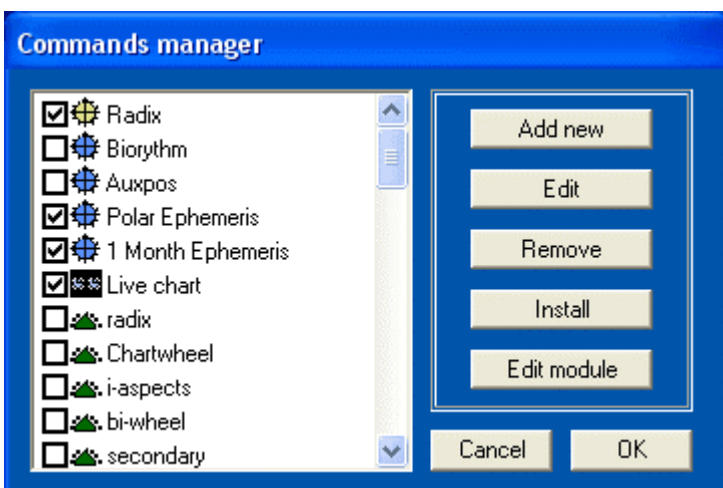 Commands manager
Radix
Biorythm
Auxpos
Polar Ephemeris
1 Month Ephemeris
Live chart
radix
Chartwheel
i-aspects
bi-wheel
secondary
Add new
Edit
Remove
Install
Edit module
Cancel
OK